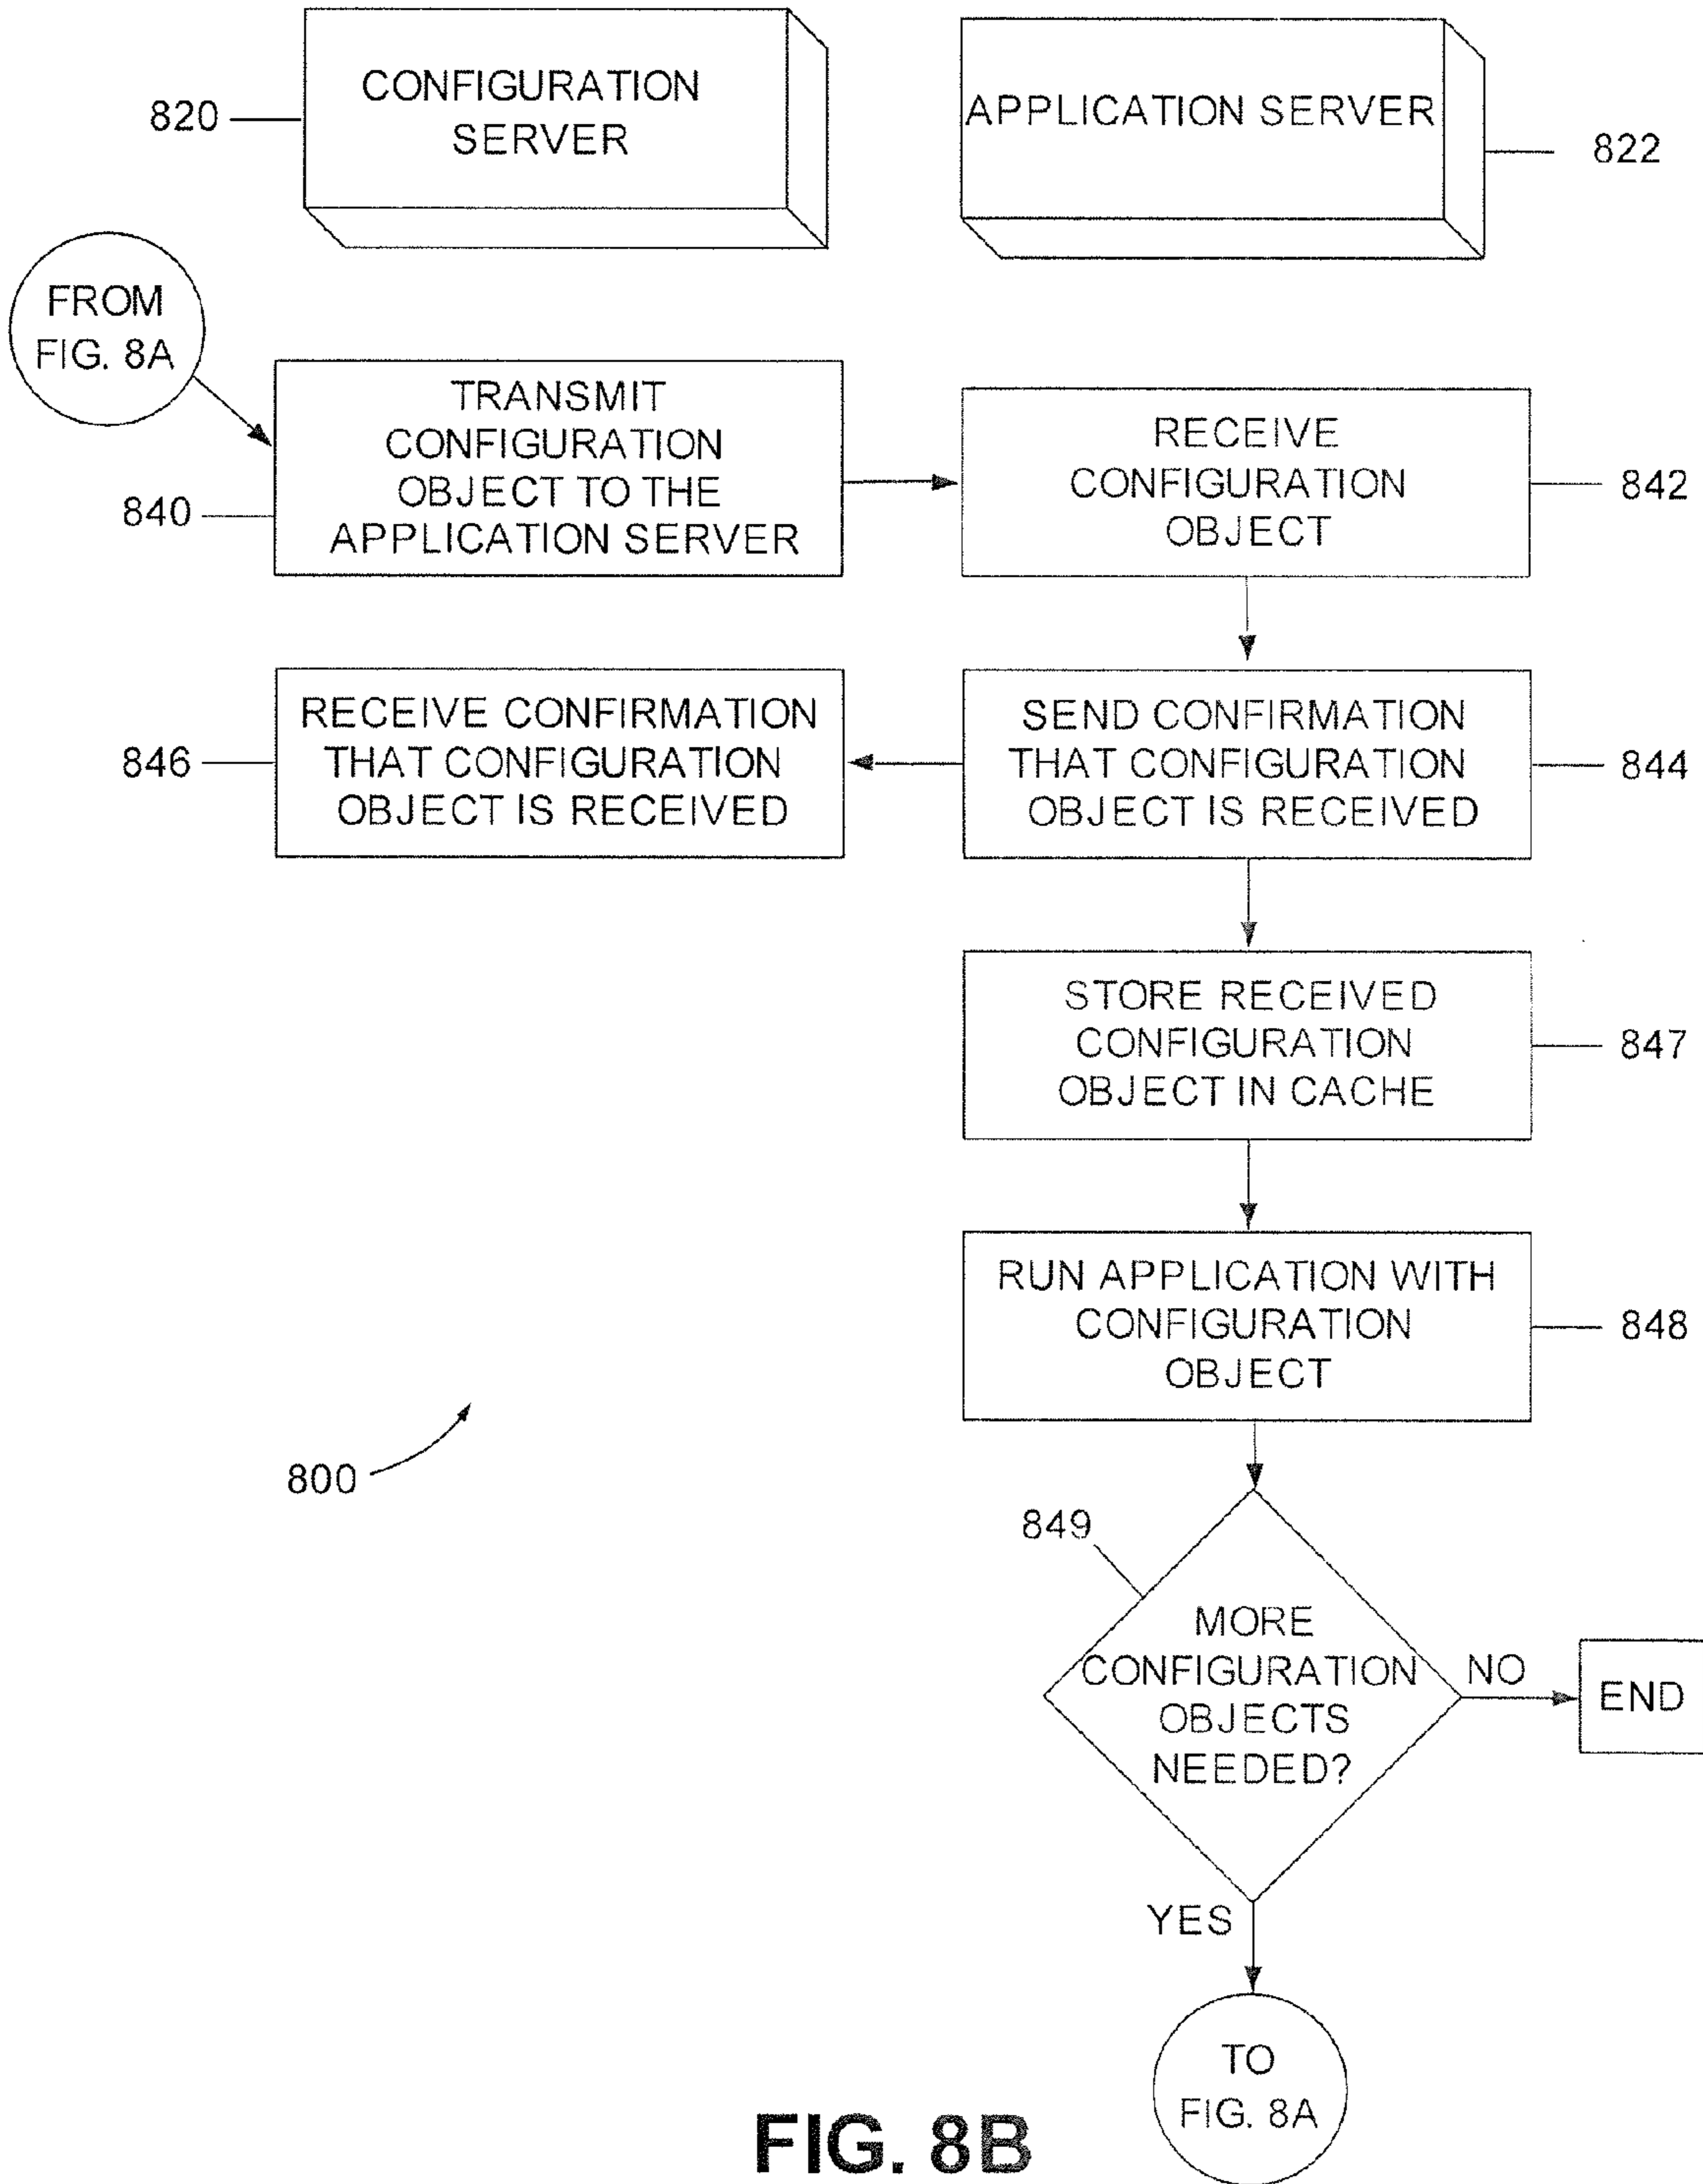 CONFIGURATION
SERVER
820
APPLICATION SERVER
822
FROM
FIG. 8A
TRANSMIT
CONFIGURATION
OBJECT TO THE
APPLICATION SERVER
840
RECEIVE
CONFIGURATION
OBJECT
842
RECEIVE CONFIRMATION
THAT CONFIGURATION
OBJECT IS RECEIVED
846
SEND CONFIRMATION
THAT CONFIGURATION
OBJECT IS RECEIVED
844
STORE RECEIVED
CONFIGURATION
OBJECT IN CACHE
847
RUN APPLICATION WITH
CONFIGURATION
OBJECT
848
800
849
MORE
CONFIGURATION
OBJECTS
NEEDED?
NO
END
YES
TO
FIG. 8A
FIG. 8B